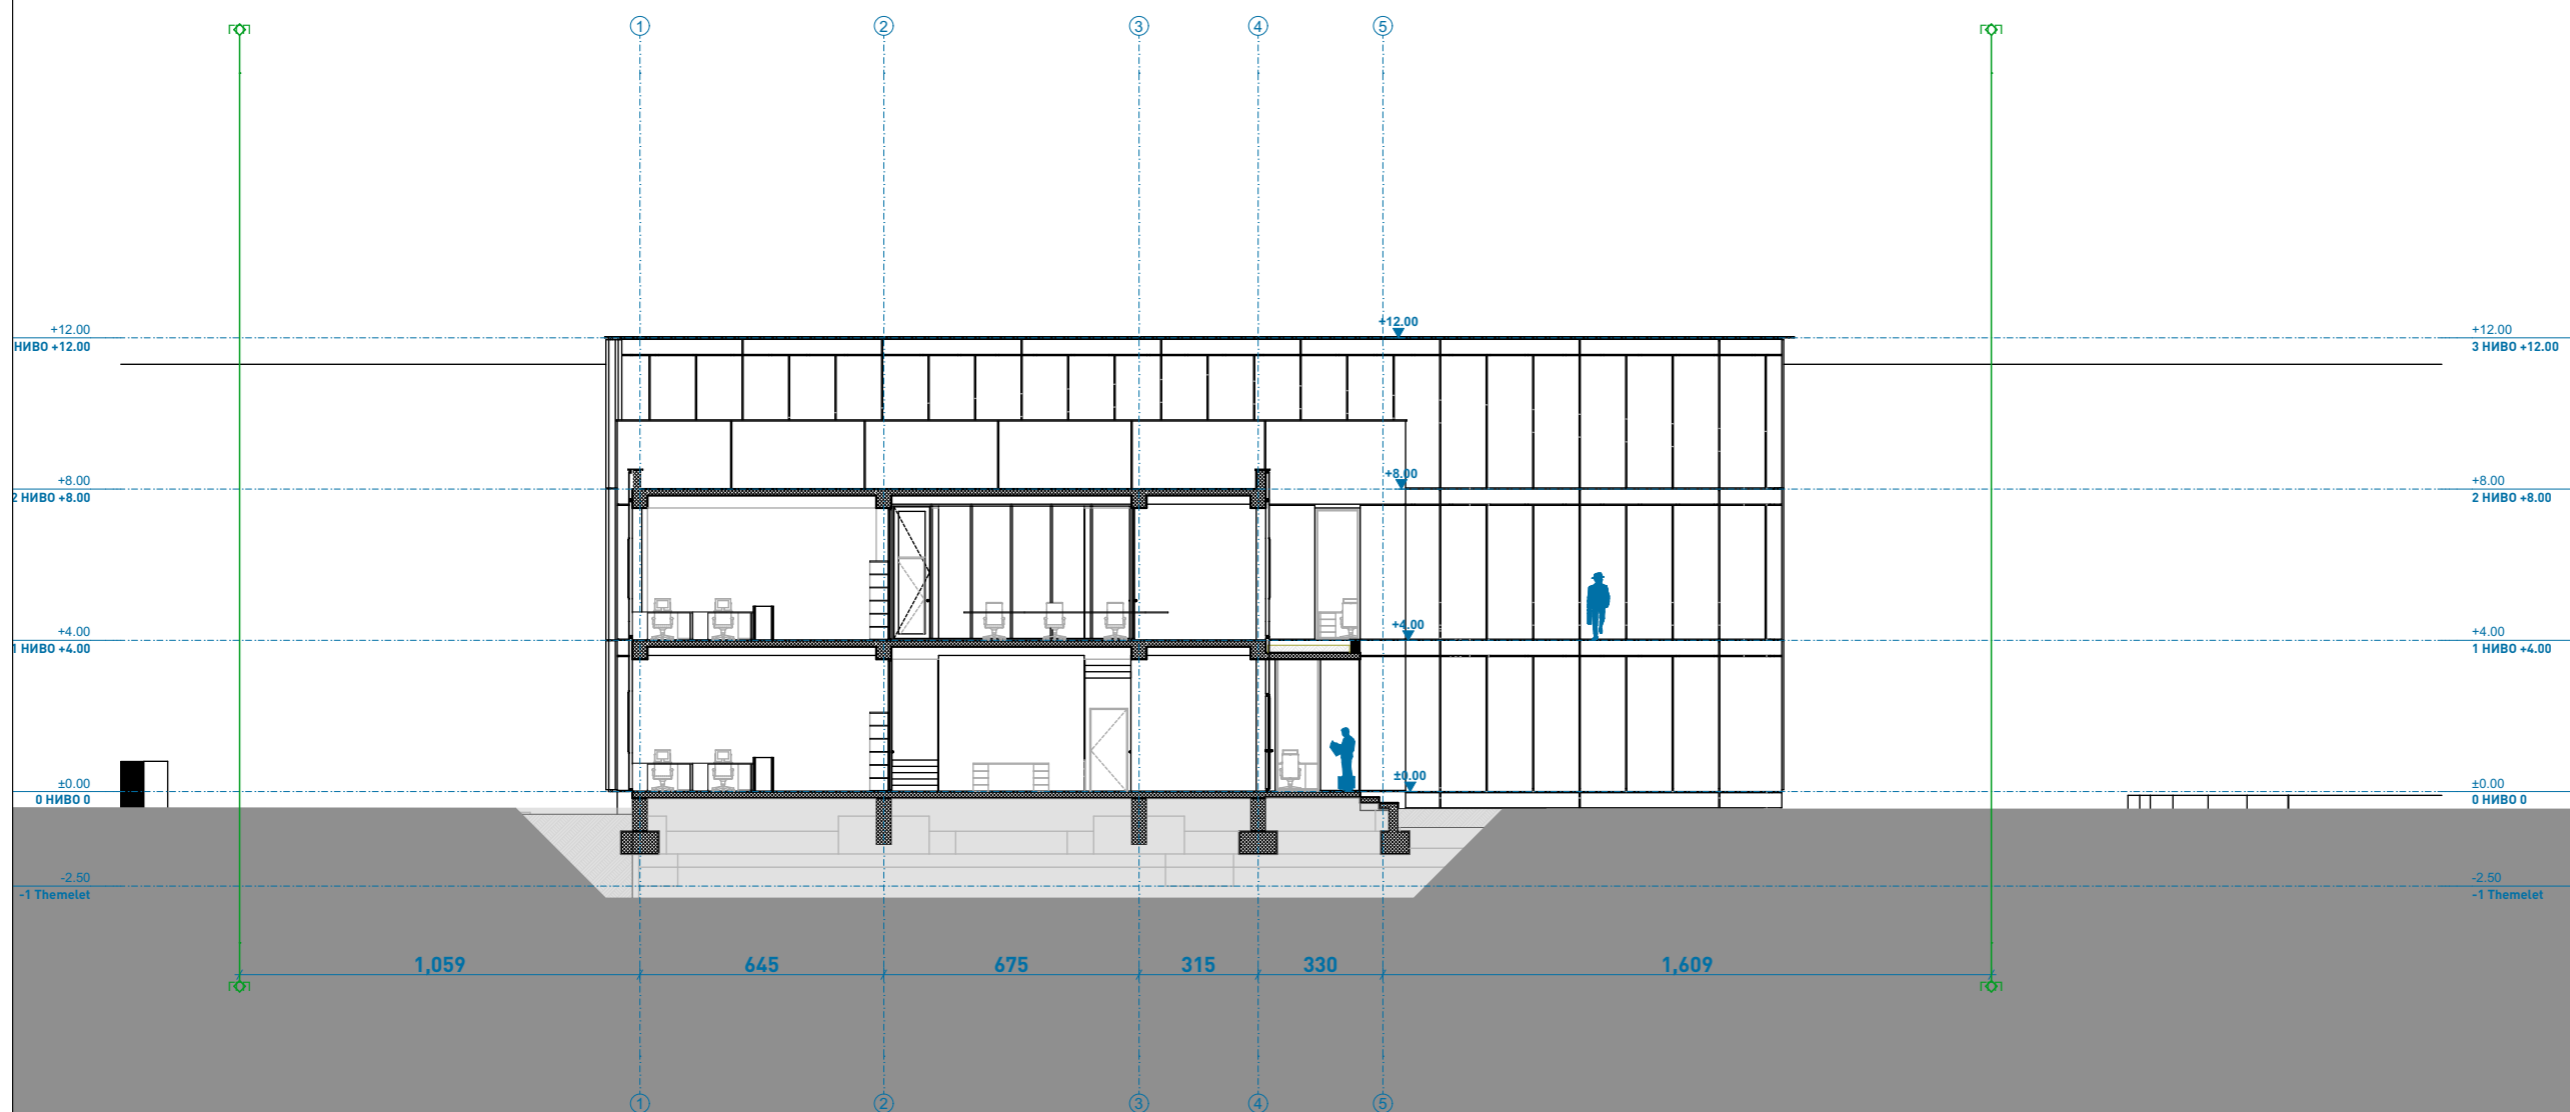 1 2 3 4 5
+12.00
+12.00 +12.00
НИВО +12.00 3 НИВО +12.00
+8.00
+8.00 +8.00
2 НИВО +8.00 2 НИВО +8.00
+4.00
+4.00 +4.00
1 НИВО +4.00 1 НИВО +4.00
±0.00
±0.00 ±0.00
0 НИВО 0 0 НИВО 0
-2.50 -2.50
-1 Themelet -1 Themelet
1,059 645 675 315 330 1,609
1 2 3 4 5